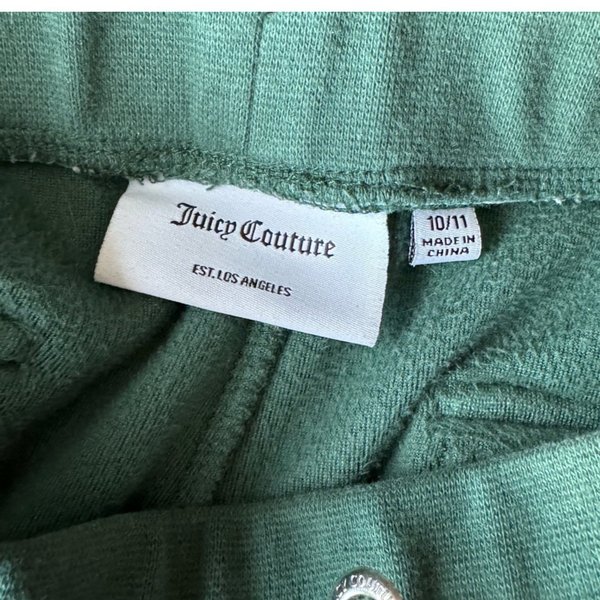 Juicy Couture
EST. LOS ANGELES
10/11
MADE IN
CHINA